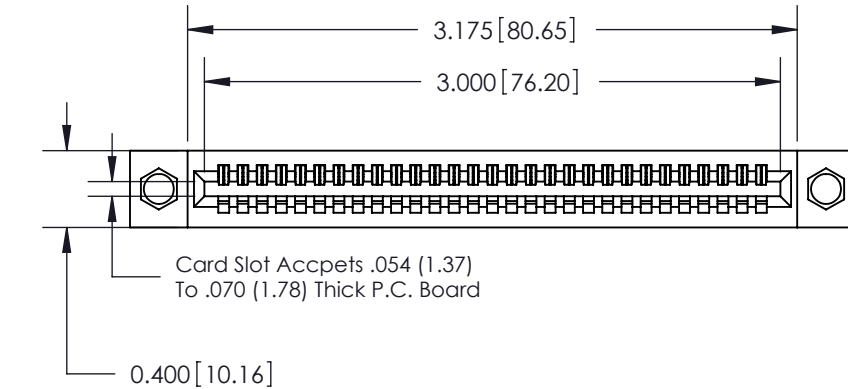 3.175[80.65]
3.000[76.20]
Card Slot Accpets .054 (1.37)
To .070 (1.78) Thick P.C. Board
0.400[10.16]